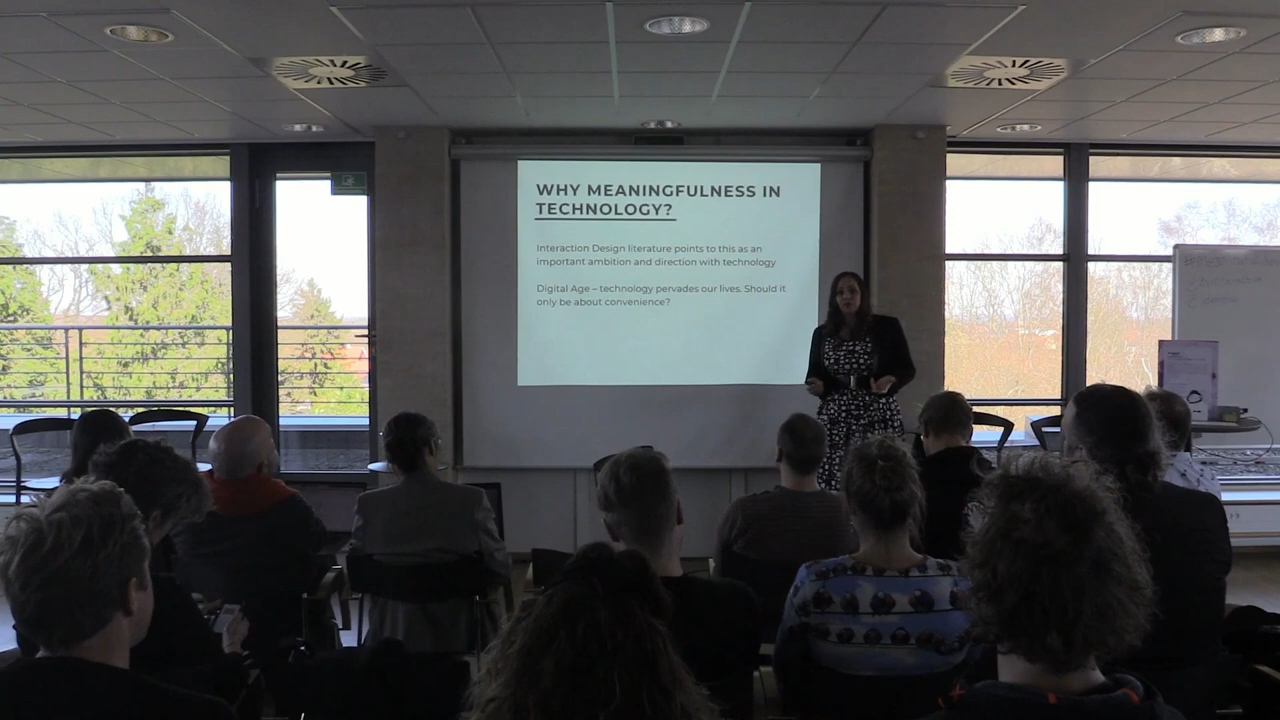 WHY MEANINGFULNESS IN
TECHNOLOGY?
Interaction Design literature points to this as an
important ambition and direction with technology
Digital Age – technology pervades our lives. Should it
only be about convenience?